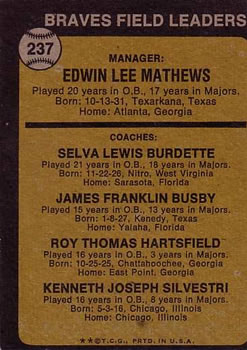 BRAVES FIELD LEADERS
237
MANAGER:
EDWIN LEE MATHEWS
Played 20 years in O.B., 17 years in Majors.
Born: 10-13-31, Texarkana, Texas
Home: Atlanta, Georgia
COACHES:
SELVA LEWIS BURDETTE
Played 21 years in O.B., 18 years in Majors.
Born: 11-22-26, Nitro, West Virginia
Home: Sarasota, Florida
JAMES FRANKLIN BUSBY
Played 15 years in O.B., 13 years in Majors.
Born: 1-8-27, Kenedy, Texas
Home: Yalaha, Florida
ROY THOMAS HARTSFIELD
Played 16 years in O.B., 3 years in Majors.
Born: 10-25-25, Chattahoochee, Georgia
Home: East Point, Georgia
KENNETH JOSEPH SILVESTRI
Played 16 years in O.B., 8 years in Majors.
Born: 5-3-16, Chicago, Illinois
Home: Chicago, Illinois
★★© T.C.G. PRTD. IN U.S.A.